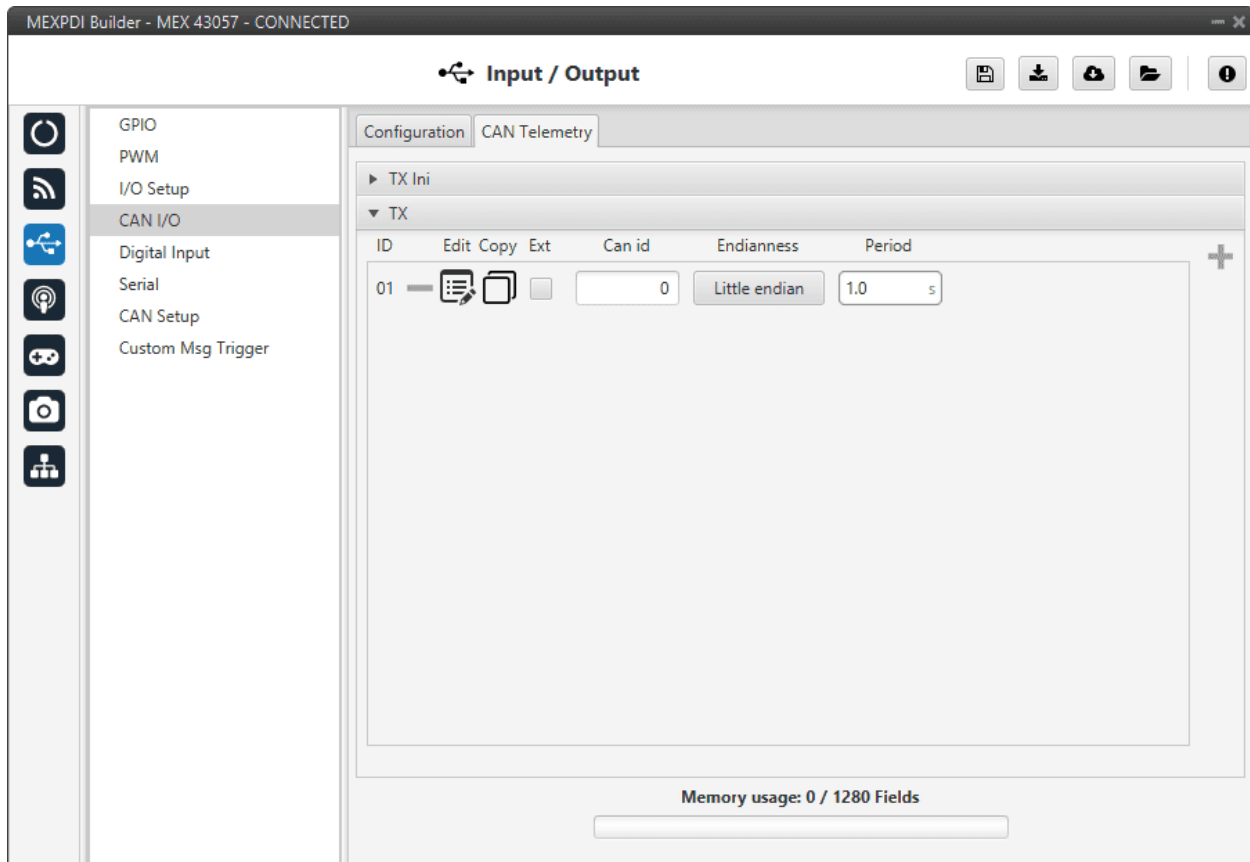 MEXPDI Builder - MEX 43057 - CONNECTED
Input / Output
GPIO
PWM
I/O Setup
CAN I/O
Digital Input
Serial
CAN Setup
Custom Msg Trigger
Configuration CAN Telemetry
TX Ini
TX
ID Edit Copy Ext Can id Endianness Period
01 0 Little endian 1.0 s
Memory usage: 0 / 1280 Fields